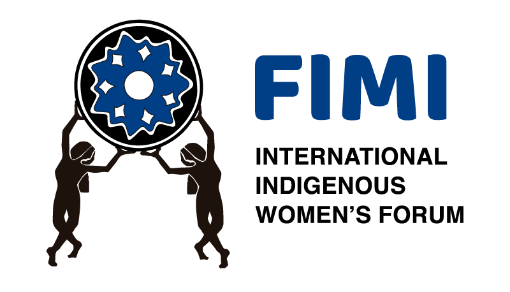 FIMI
INTERNATIONAL
INDIGENOUS
WOMEN'S FORUM